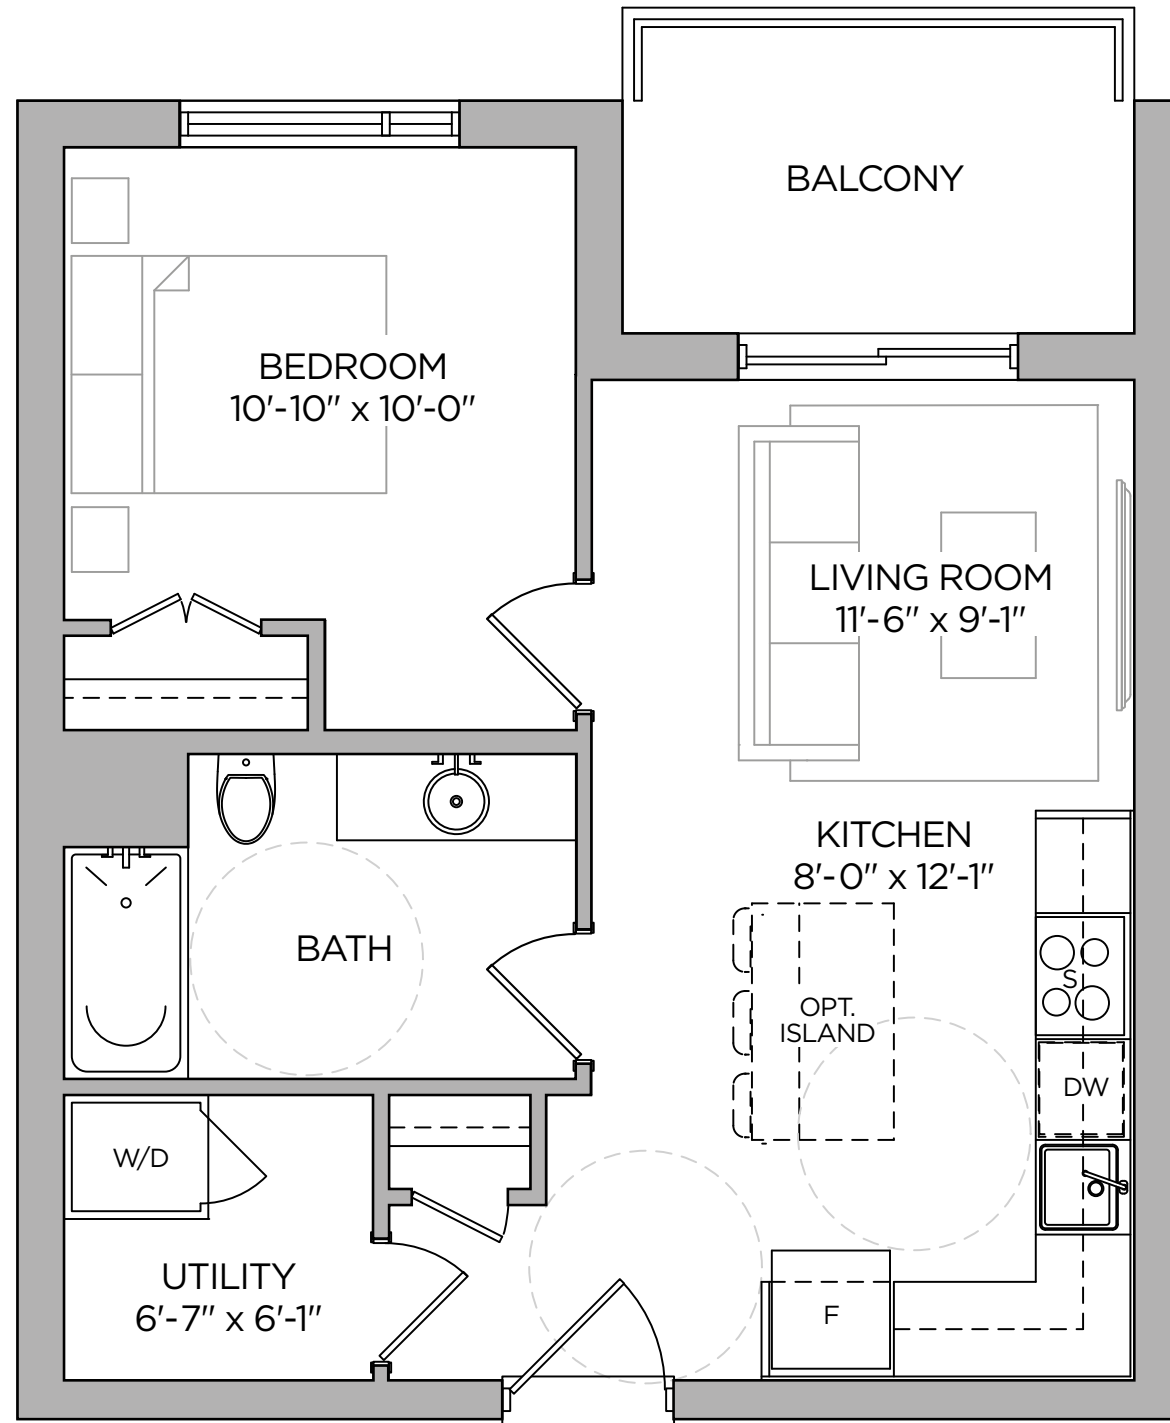 BALCONY
BEDROOM
10'-10" x 10'-0"
LIVING ROOM
11'-6" x 9'-1"
KITCHEN
8'-0" x 12'-1"
BATH
S
OPT.
ISLAND
DW
W/D
UTILITY
6'-7" x 6'-1"
F